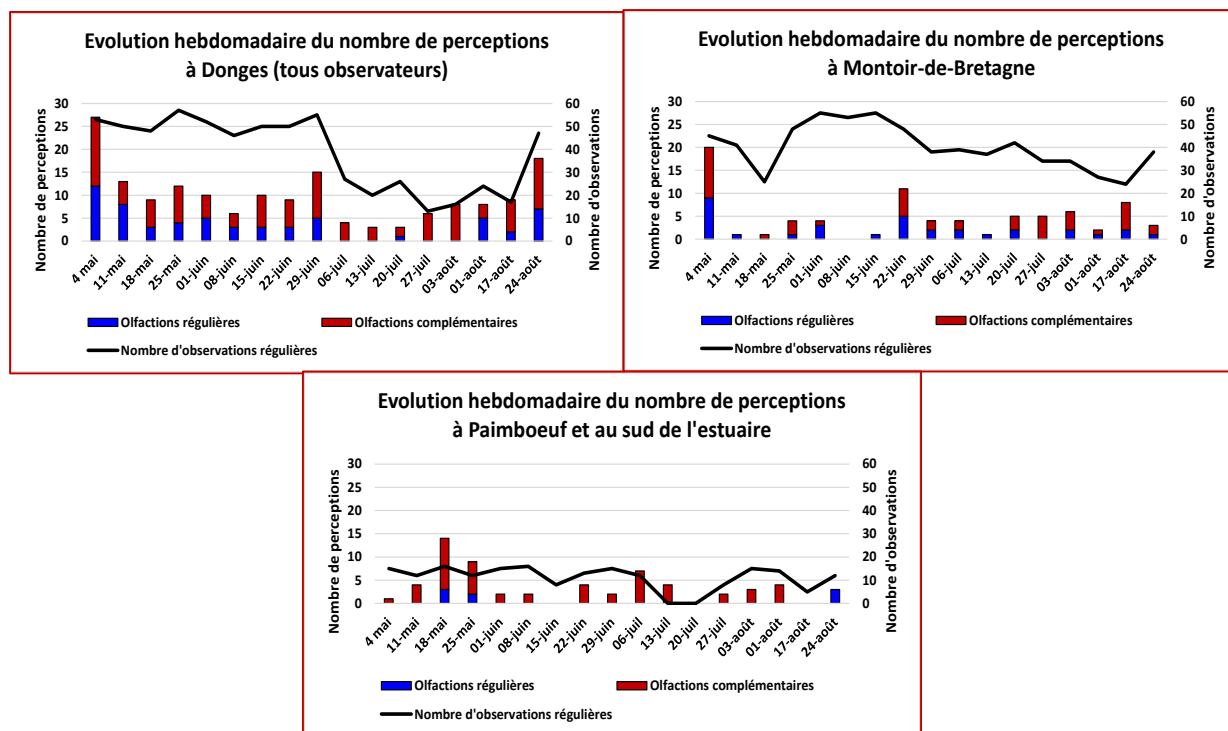 Evolution hebdomadaire du nombre de perceptions
à Donges (tous observateurs)
Nombre de perceptions
30
25
20
15
10
5
0
60
50
40
30
20
10
0
Nombre d'observations
4 mai
11-mai
18-mai
25-mai
01-juin
08-juin
15-juin
22-juin
29-juin
06-juil
13-juil
20-juil
27-juil
03-août
01-août
17-août
24-août
Olfactions régulières
Olfactions complémentaires
Nombre d'observations régulières
Evolution hebdomadaire du nombre de perceptions
à Montoir-de-Bretagne
Nombre de perceptions
30
25
20
15
10
5
0
60
50
40
30
20
10
0
Nombre d'observations
4 mai
11-mai
18-mai
25-mai
01-juin
08-juin
15-juin
22-juin
29-juin
06-juil
13-juil
20-juil
27-juil
03-août
01-août
17-août
24-août
Olfactions régulières
Olfactions complémentaires
Nombre d'observations régulières
Evolution hebdomadaire du nombre de perceptions
à Paimboeuf et au sud de l'estuaire
Nombre de perceptions
30
25
20
15
10
5
0
60
50
40
30
20
10
0
Nombre d'observations
4 mai
11-mai
18-mai
25-mai
01-juin
08-juin
15-juin
22-juin
29-juin
06-juil
13-juil
20-juil
27-juil
03-août
01-août
17-août
24-août
Olfactions régulières
Olfactions complémentaires
Nombre d'observations régulières